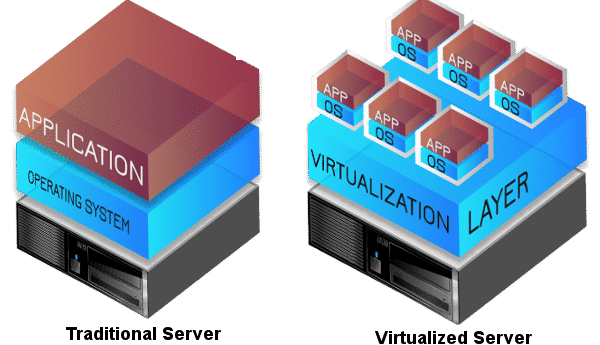 APPLICATION
OPERATING SYSTEM
Traditional Server
APP
OS
APP
OS
APP
OS
APP
OS
APP
OS
APP
OS
VIRTUALIZATION LAYER
Virtualized Server